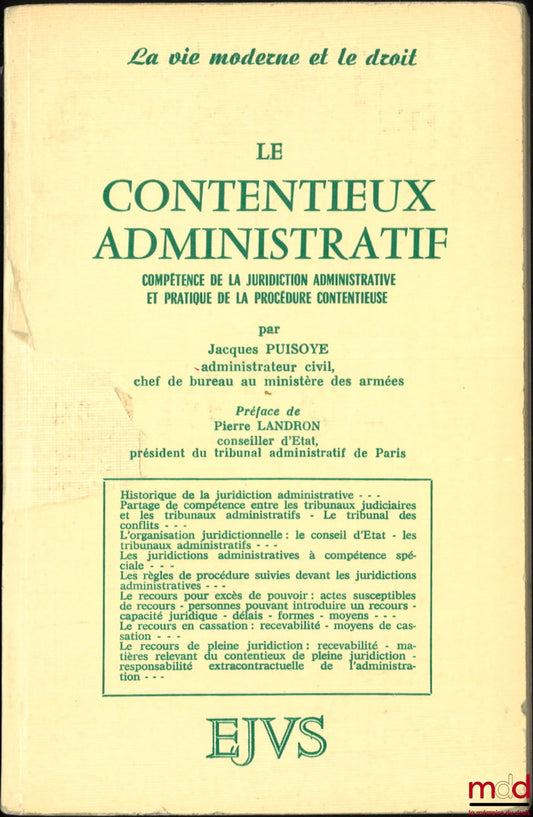 La vie moderne et le droit
LE
CONTENTIEUX
ADMINISTRATIF
COMPÉTENCE DE LA JURIDICTION ADMINISTRATIVE
ET PRATIQUE DE LA PROCÉDURE CONTENTIEUSE
par
Jacques PUISOYE
administrateur civil,
chef de bureau au ministère des armées
Préface de
Pierre LANDRON
conseiller d'Etat,
président du tribunal administratif de Paris
Historique de la juridiction administrative - - -
Partage de compétence entre les tribunaux judiciaires
et les tribunaux administratifs - Le tribunal des
conflits - - -
L'organisation juridictionnelle : le conseil d'Etat - les
tribunaux administratifs - - -
Les juridictions administratives à compétence spé-
ciale - - -
Les règles de procédure suivies devant les juridictions
administratives - - -
Le recours pour excès de pouvoir : actes susceptibles
de recours - personnes pouvant introduire un recours -
capacité juridique - délais - formes - moyens - - -
Le recours en cassation : recevabilité - moyens de cas-
sation - - -
Le recours de pleine juridiction : recevabilité - ma-
tières relevant du contentieux de pleine juridiction -
responsabilité extracontractuelle de l'administra-
tion - - -
EJVS
mdd
la mémoire du droit